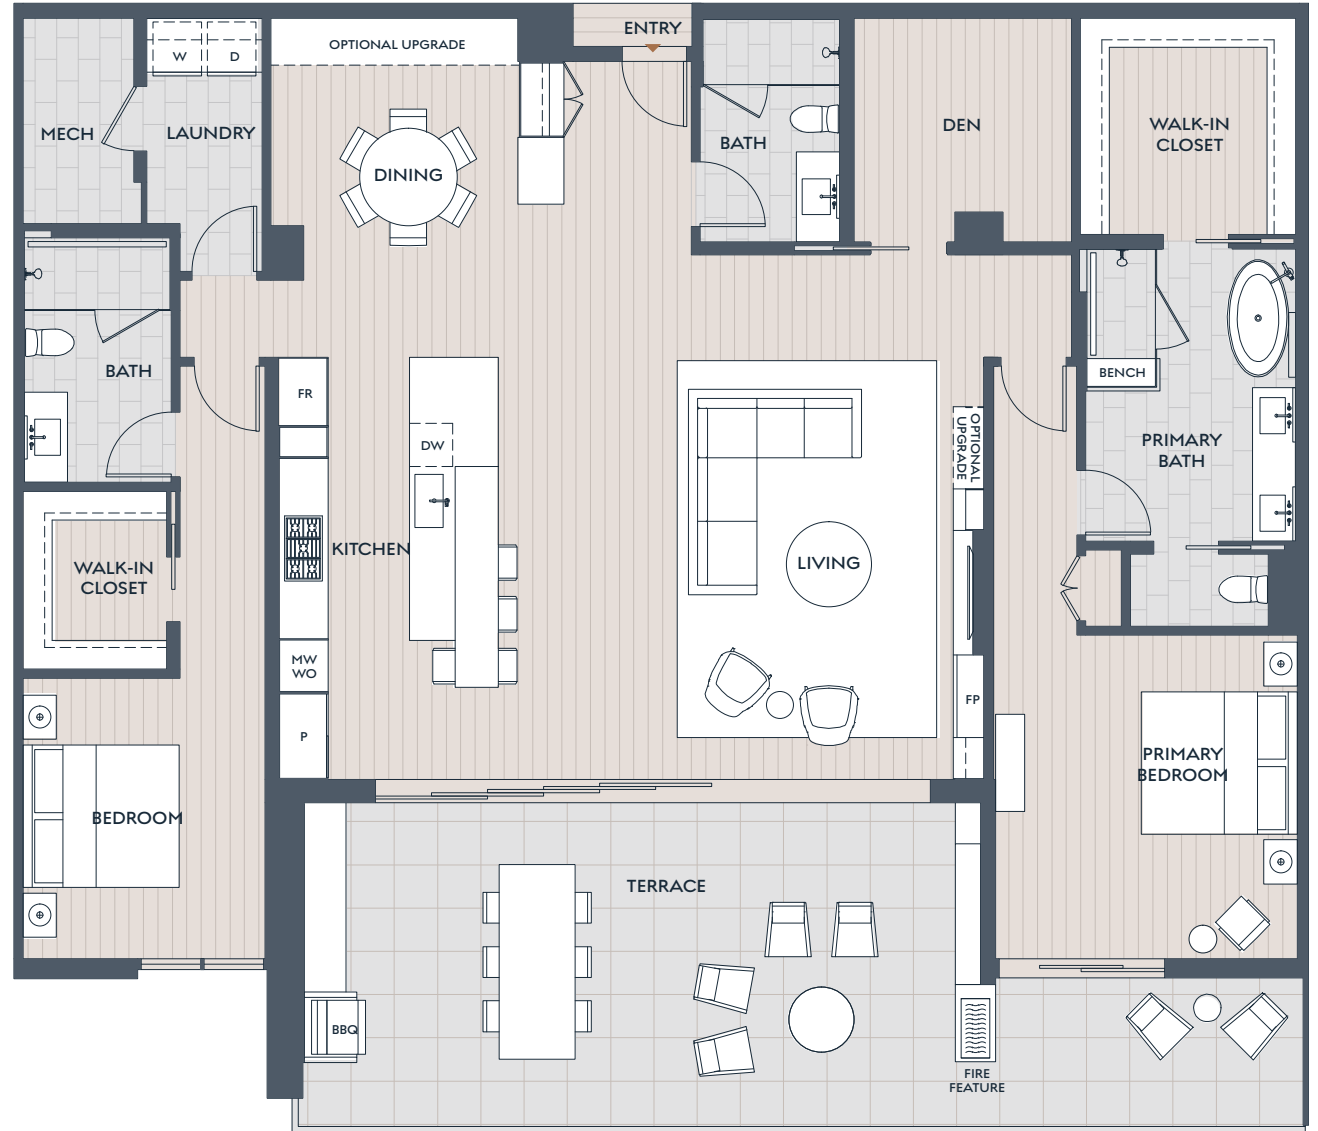 ENTRY
OPTIONAL UPGRADE
W
D
MECH
LAUNDRY
DEN
WALK-IN
CLOSET
BATH
DINING
BATH
BENCH
FR
DW
OPTIONAL
UPGRADE
PRIMARY
BATH
KITCHEN
LIVING
WALK-IN
CLOSET
MW
WO
FP
P
PRIMARY
BEDROOM
BEDROOM
TERRACE
BBQ
FIRE
FEATURE